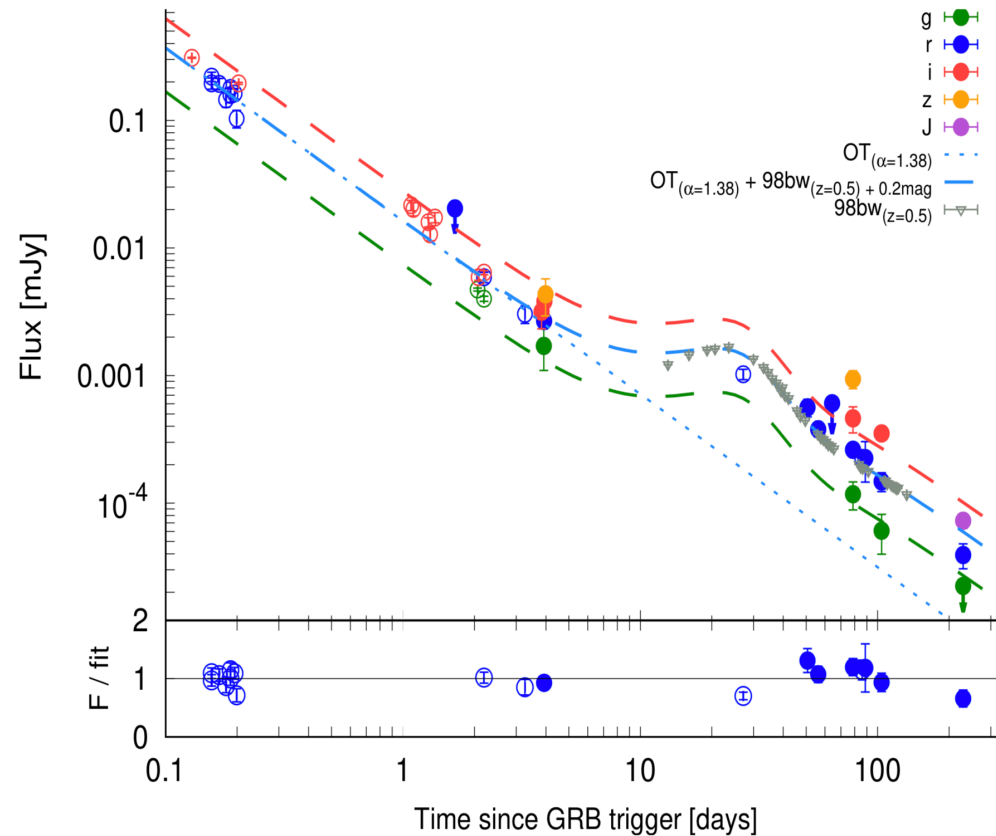 g
r
i
z
J
OT(α=1.38)
OT(α=1.38) + 98bw(z=0.5) + 0.2mag
98bw(z=0.5)
Flux [mJy]
0.1
0.01
0.001
10-4
F / fit
2
1
0
0.1 1 10 100
Time since GRB trigger [days]